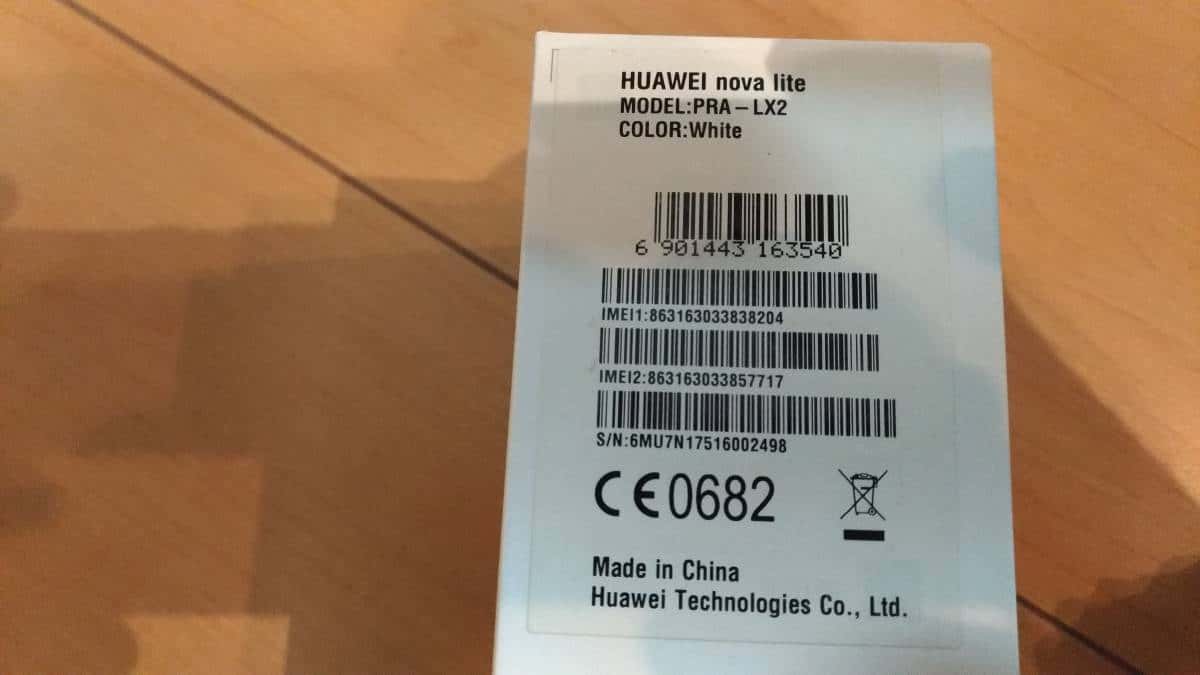 HUAWEI nova lite
MODEL:PRA-LX2
COLOR:White
6 901443 163540
IMEI1:863163033838204
IMEI2:863163033857717
S/N:6MU7N17516002498
CE0682
Made in China
Huawei Technologies Co., Ltd.